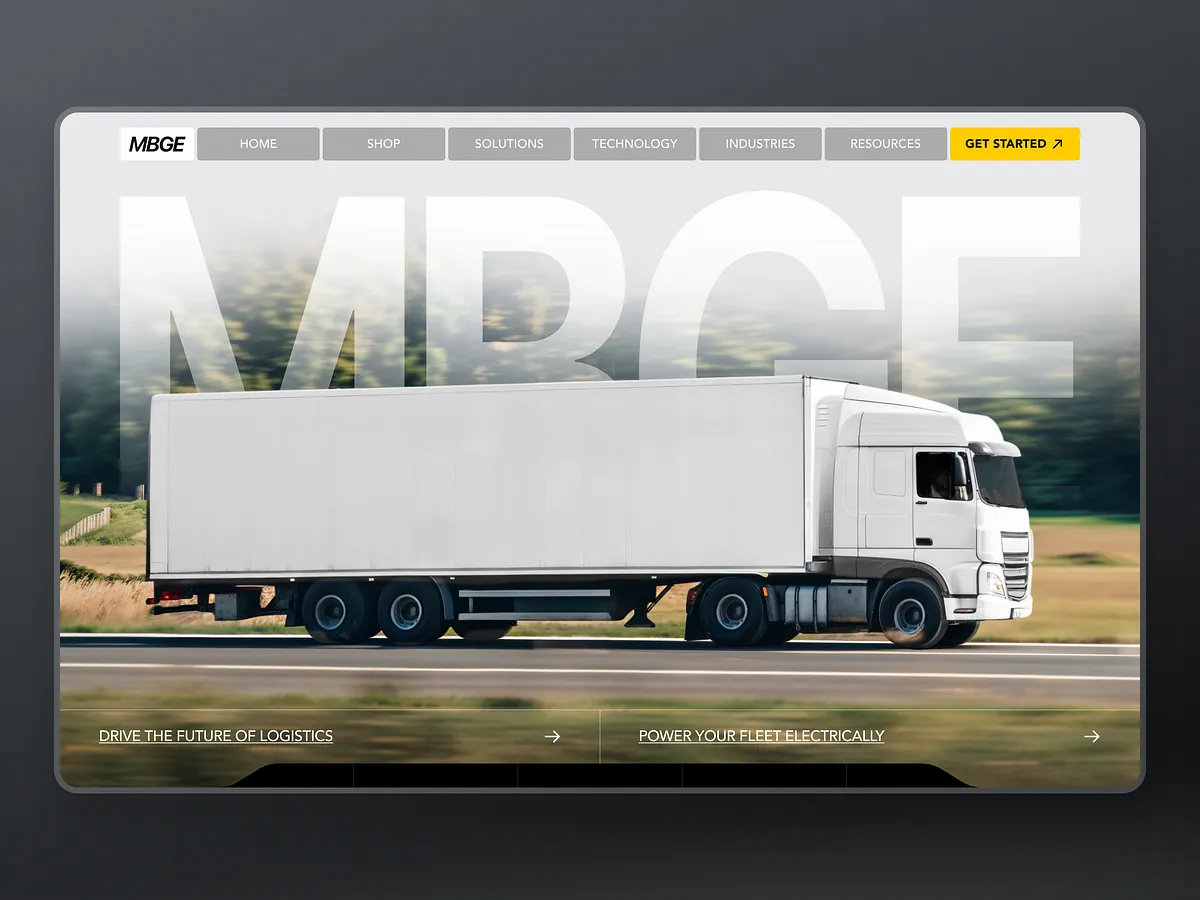 MBGE
HOME
SHOP
SOLUTIONS
TECHNOLOGY
INDUSTRIES
RESOURCES
GET STARTED
MBGE
DRIVE THE FUTURE OF LOGISTICS
POWER YOUR FLEET ELECTRICALLY